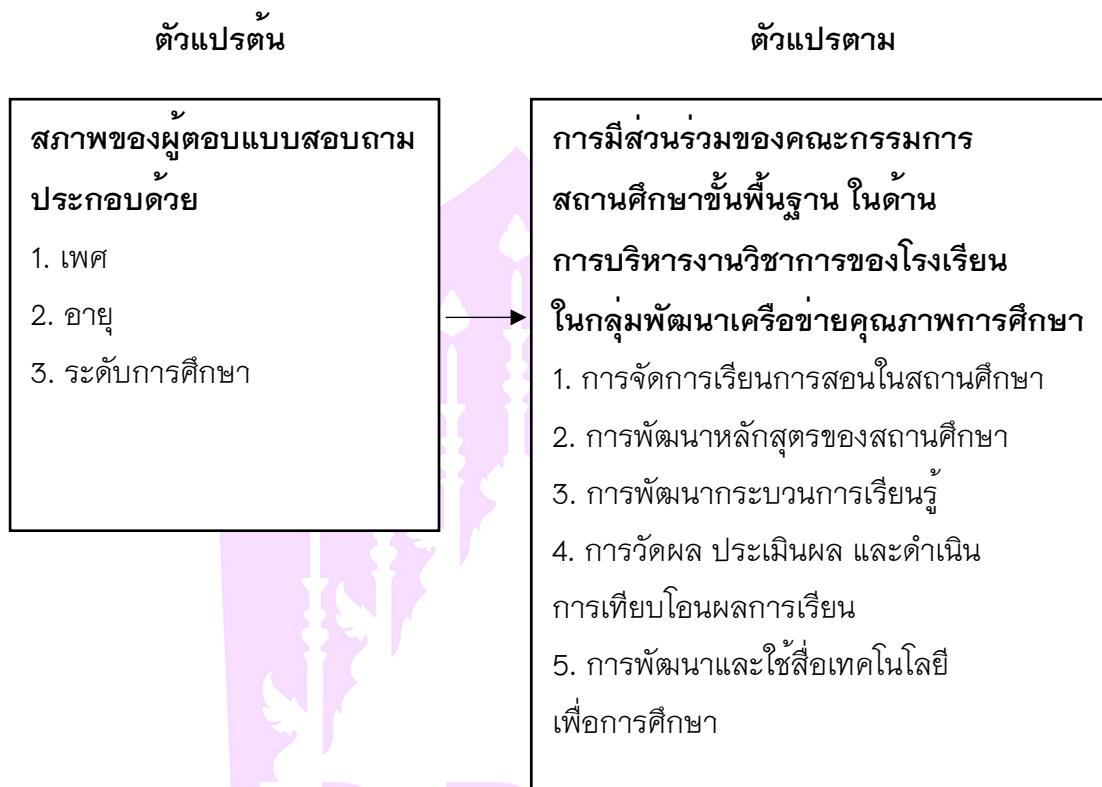 ตัวแปรต้น
ตัวแปรตาม
สภาพของผู้ตอบแบบสอบถาม
ประกอบด้วย
1. เพศ
2. อายุ
3. ระดับการศึกษา
การมีส่วนร่วมของคณะกรรมการ
สถานศึกษาขั้นพื้นฐาน ในด้าน
การบริหารงานวิชาการของโรงเรียน
ในกลุ่มพัฒนาเครือข่ายคุณภาพการศึกษา
1. การจัดการเรียนการสอนในสถานศึกษา
2. การพัฒนาหลักสูตรของสถานศึกษา
3. การพัฒนากระบวนการเรียนรู้
4. การวัดผล ประเมินผล และดำเนิน
การเทียบโอนผลการเรียน
5. การพัฒนาและใช้สื่อเทคโนโลยี
เพื่อการศึกษา